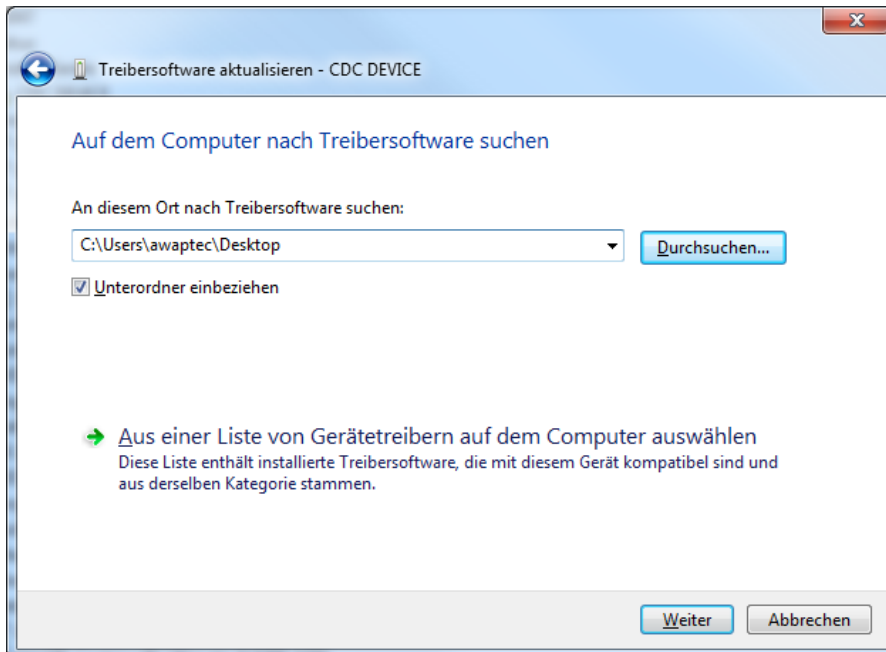 Treibersoftware aktualisieren - CDC DEVICE
Auf dem Computer nach Treibersoftware suchen
An diesem Ort nach Treibersoftware suchen:
C:\Users\awaptec\Desktop
Durchsuchen...
Unterordner einbeziehen
Aus einer Liste von Gerätetreibern auf dem Computer auswählen
Diese Liste enthält installierte Treibersoftware, die mit diesem Gerät kompatibel sind und
aus derselben Kategorie stammen.
Weiter
Abbrechen